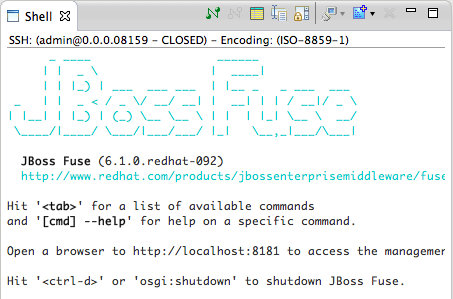 Shell
SSH: (admin@0.0.0.08159 - CLOSED) - Encoding: (ISO-8859-1)
JBoss Fuse
JBoss Fuse (6.1.0.redhat-092)
http://www.redhat.com/products/jbossenterprisemiddleware/fuse
Hit '<tab>' for a list of available commands
and '[cmd] --help' for help on a specific command.
Open a browser to http://localhost:8181 to access the managemen
Hit '<ctrl-d>' or 'osgi:shutdown' to shutdown JBoss Fuse.